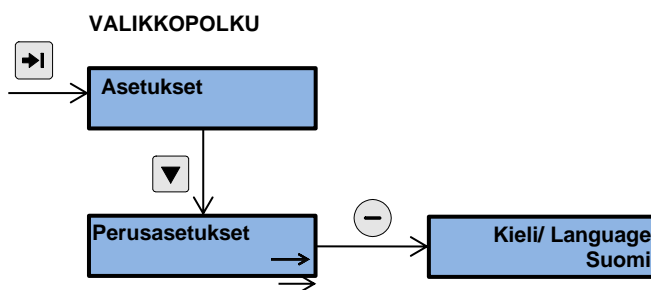 VALIKKOPOLKU
Asetukset
Perusasetukset
Kieli/ Language
Suomi